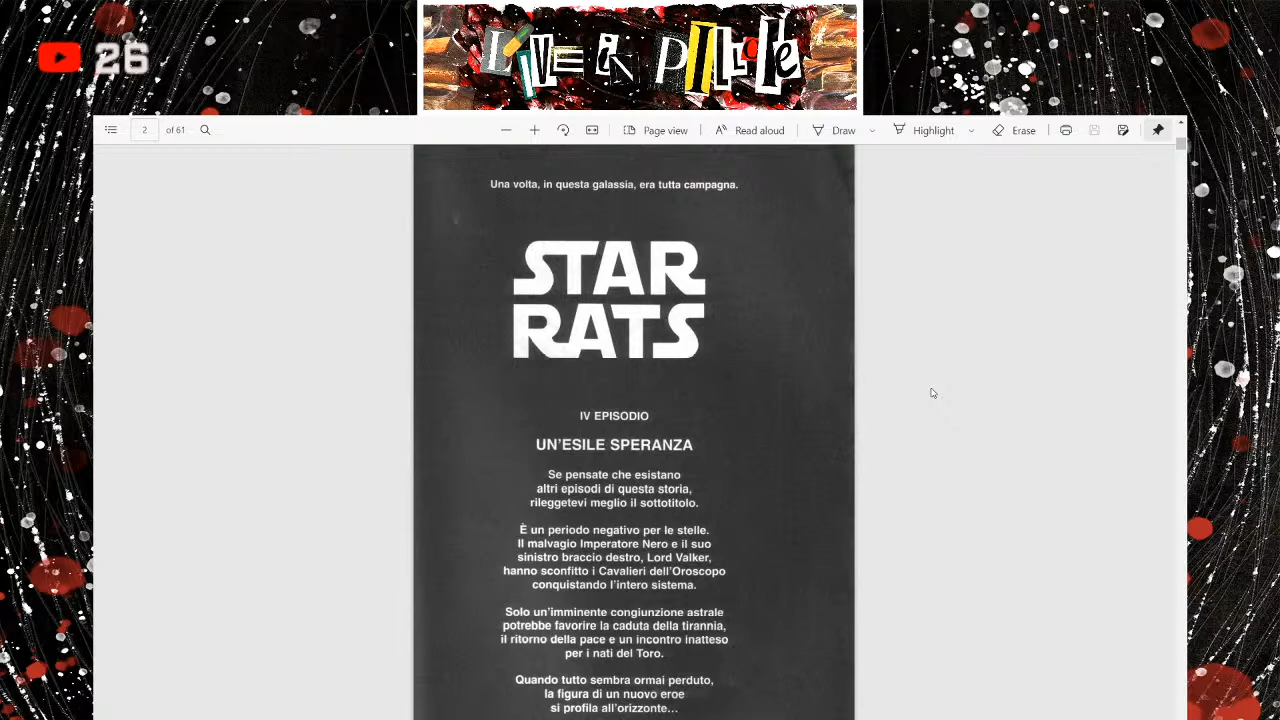 26
LiVE in PiLLoLe
2 of 61
Page view
Read aloud
Draw
Highlight
Erase
Una volta, in questa galassia, era tutta campagna.
STAR
RATS
IV EPISODIO
UN'ESILE SPERANZA
Se pensate che esistano
altri episodi di questa storia,
rileggetevi meglio il sottotitolo.
È un periodo negativo per le stelle.
Il malvagio Imperatore Nero e il suo
sinistro braccio destro, Lord Valker,
hanno sconfitto i Cavalieri dell'Oroscopo
conquistando l'intero sistema.
Solo un'imminente congiunzione astrale
potrebbe favorire la caduta della tirannia,
il ritorno della pace e un incontro inatteso
per i nati del Toro.
Quando tutto sembra ormai perduto,
la figura di un nuovo eroe
si profila all'orizzonte...